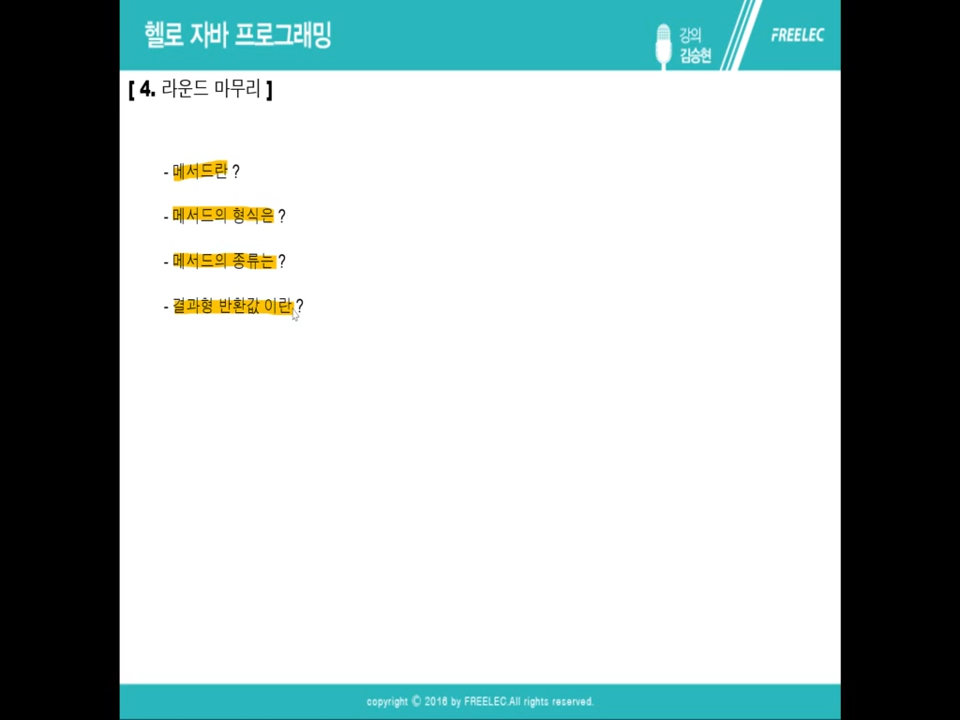 헬로 자바 프로그래밍
강의
김승현
FREELEC
[ 4. 라운드 마무리 ]
- 메서드란 ?
- 메서드의 형식은 ?
- 메서드의 종류는 ?
- 결과형 반환값 이란 ?
copyright © 2016 by FREELEC.All rights reserved.